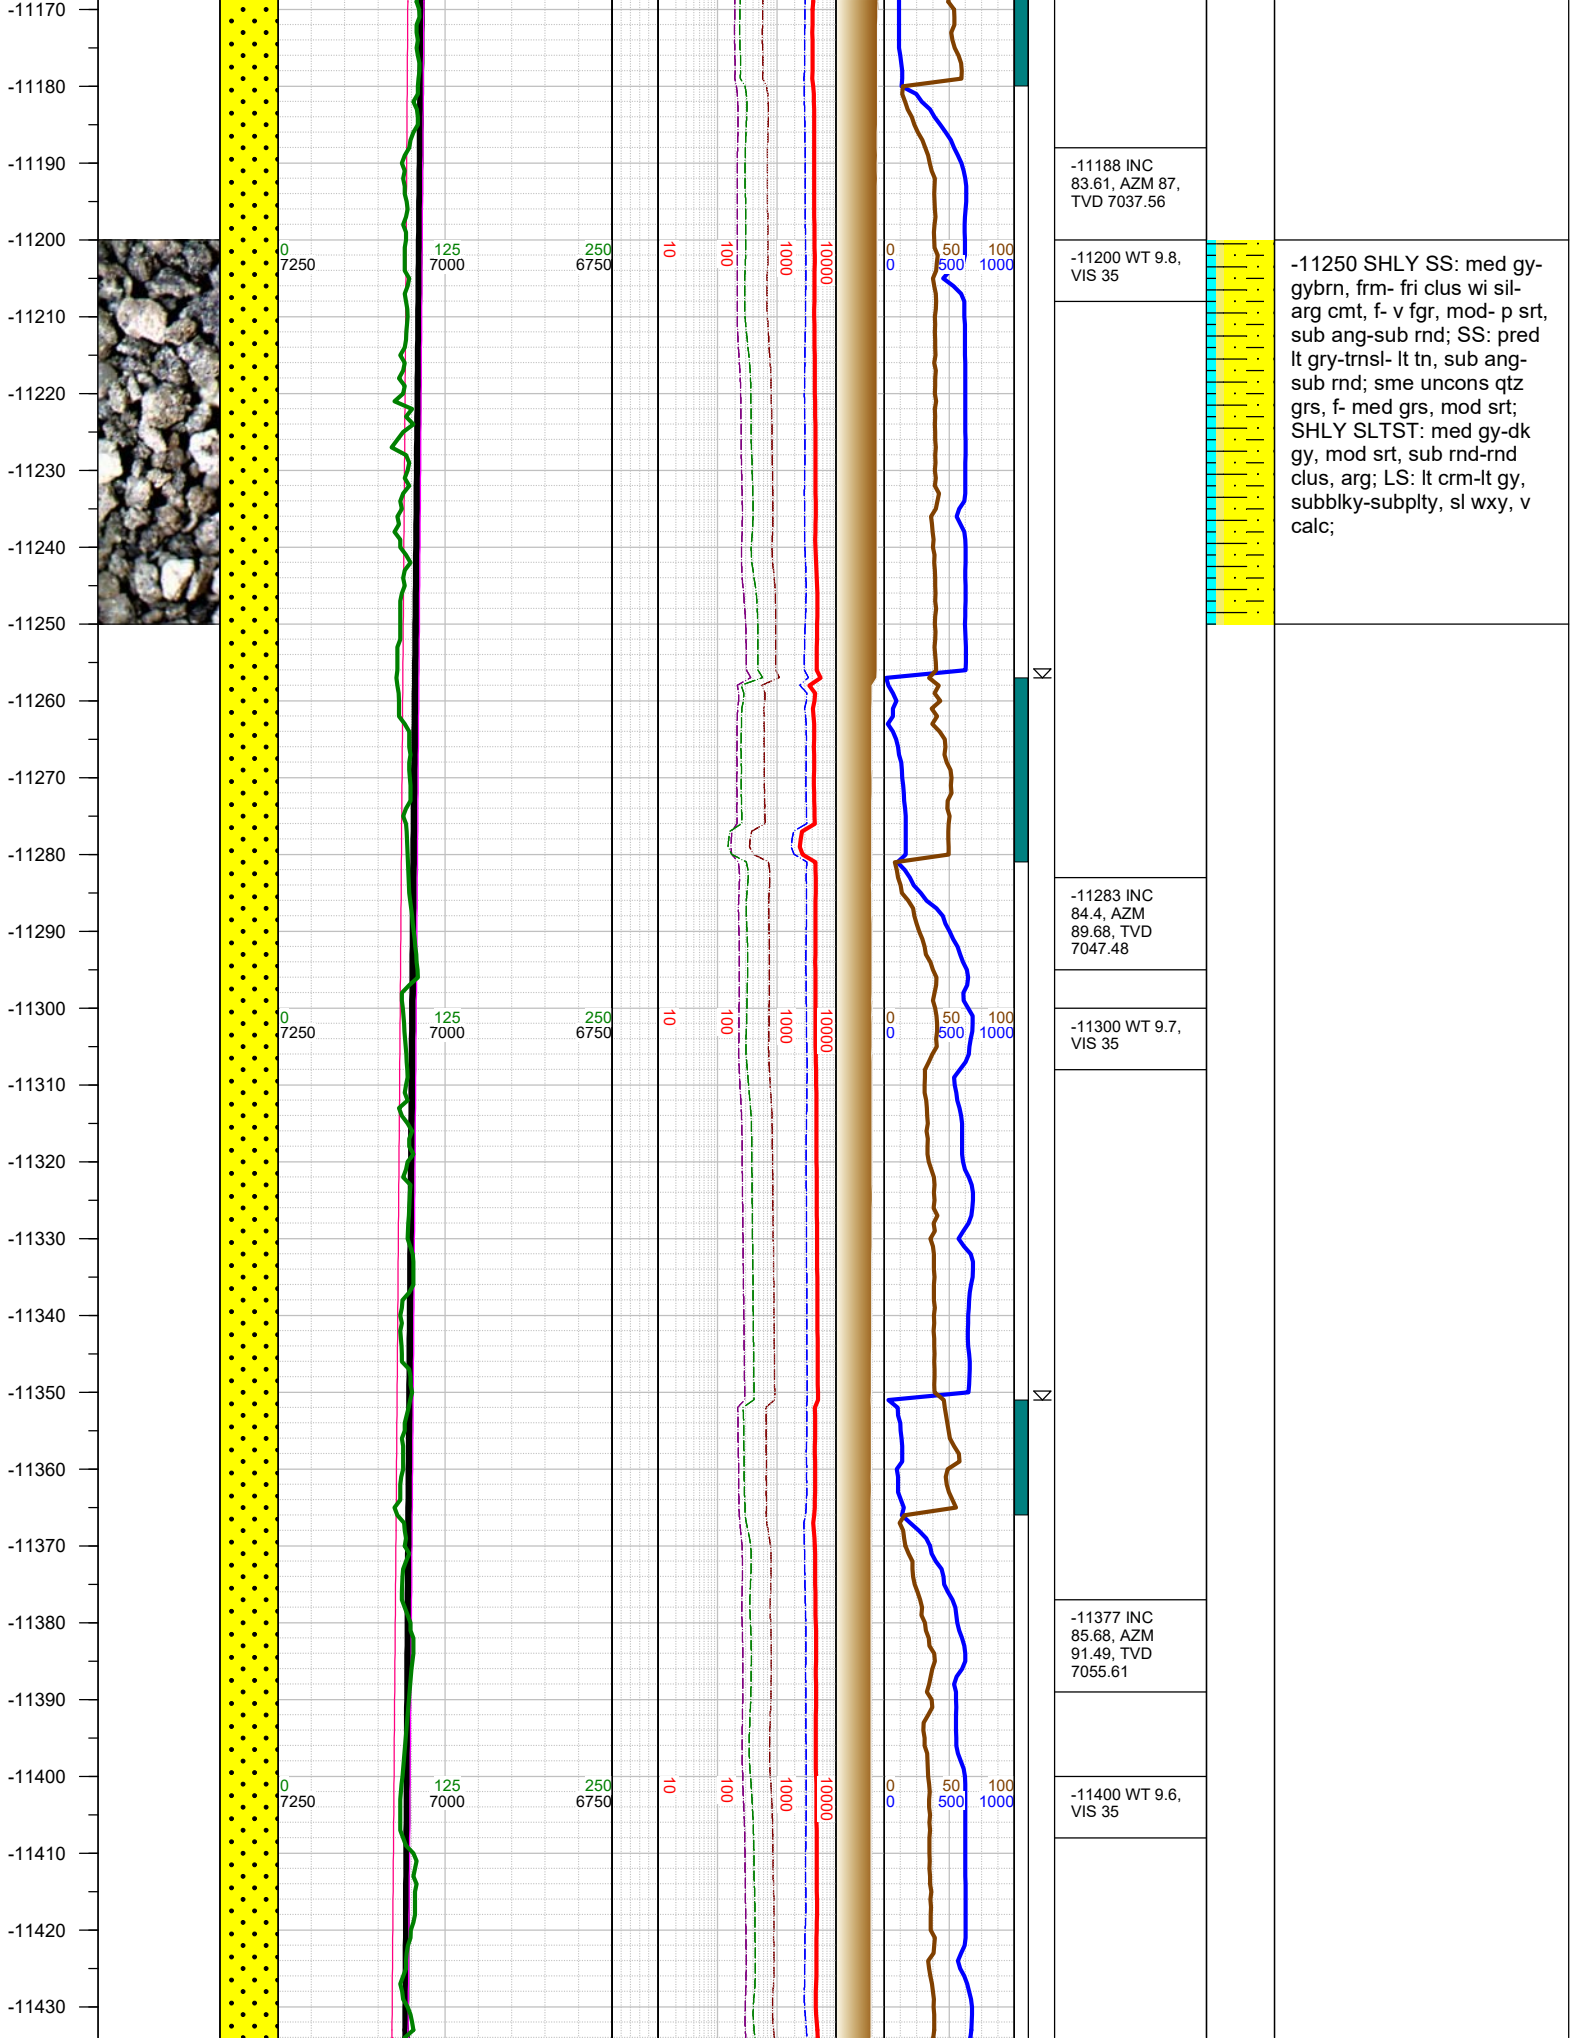 -11170
-11180
-11190
-11188 INC
83.61, AZM 87,
TVD 7037.56
-11200
0 125 250
7250 7000 6750
10 100 1000 10000
0 50 100
0 500 1000
-11200 WT 9.8,
VIS 35
-11250 SHLY SS: med gy-
gybrn, frm- fri clus wi sil-
arg cmt, f- v fgr, mod- p srt,
sub ang-sub rnd; SS: pred
lt gry-trnsl- lt tn, sub ang-
sub rnd; sme uncons qtz
grs, f- med grs, mod srt;
SHLY SLTST: med gy-dk
gy, mod srt, sub rnd-rnd
clus, arg; LS: lt crm-lt gy,
subblky-subplty, sl wxy, v
calc;
-11210
-11220
-11230
-11240
-11250
-11260
-11270
-11280
-11283 INC
84.4, AZM
89.68, TVD
7047.48
-11290
-11300
0 125 250
7250 7000 6750
10 100 1000 10000
0 50 100
0 500 1000
-11300 WT 9.7,
VIS 35
-11310
-11320
-11330
-11340
-11350
-11360
-11370
-11380
-11377 INC
85.68, AZM
91.49, TVD
7055.61
-11390
-11400
0 125 250
7250 7000 6750
10 100 1000 10000
0 50 100
0 500 1000
-11400 WT 9.6,
VIS 35
-11410
-11420
-11430